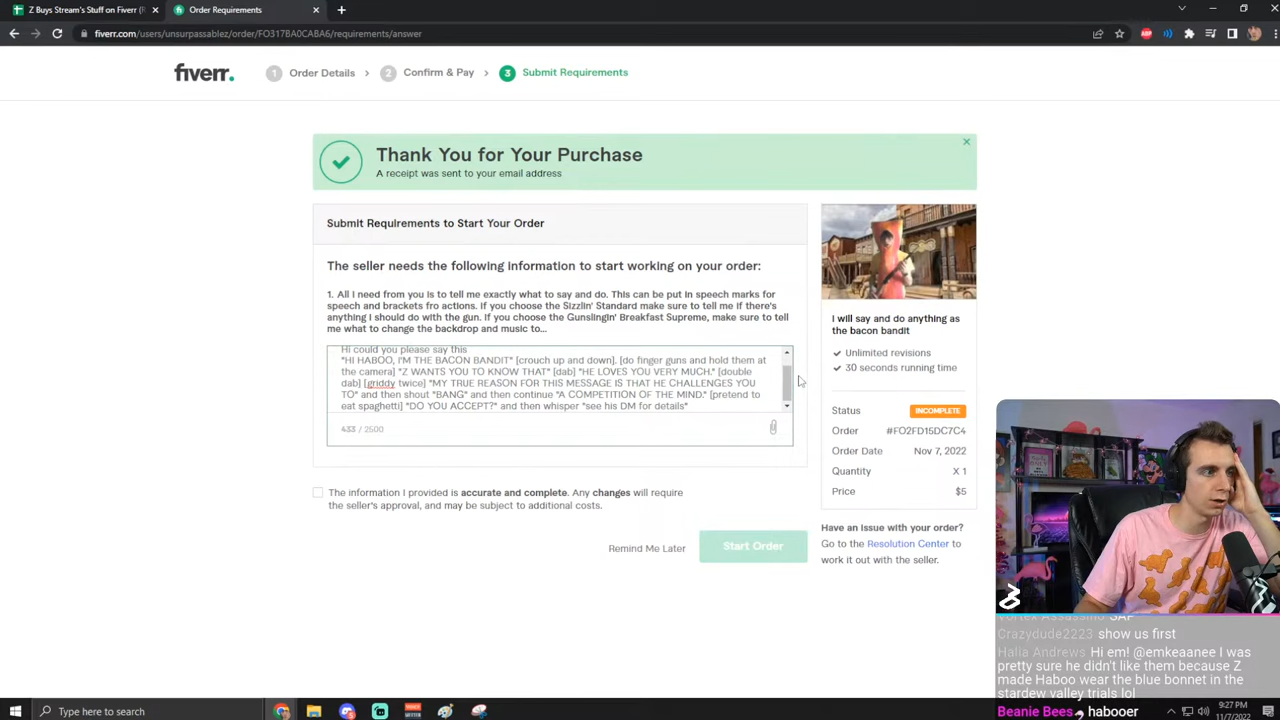 Z Buys Stream's Stuff on Fiverr (R
Order Requirements
fiverr.com/users/unsurpassablez/order/FO317BA0CABA6/requirements/answer
fiverr.
1 Order Details
2 Confirm & Pay
3 Submit Requirements
Thank You for Your Purchase
A receipt was sent to your email address
Submit Requirements to Start Your Order
The seller needs the following information to start working on your order:
1. All I need from you is to tell me exactly what to say and do. This can be put in speech marks for
speech and brackets fro actions. If you choose the Sizzlin' Standard make sure to tell me if there's
anything I should do with the gun. If you choose the Gunslingin' Breakfast Supreme, make sure to tell
me what to change the backdrop and music to...
Hi could you please say this
"HI HABOO, I'M THE BACON BANDIT" [crouch up and down]. [do finger guns and hold them at
the camera] "Z WANTS YOU TO KNOW THAT" [dab] "HE LOVES YOU VERY MUCH." [double
dab] [griddy twice] "MY TRUE REASON FOR THIS MESSAGE IS THAT HE CHALLENGES YOU
TO" and then shout "BANG" and then continue "A COMPETITION OF THE MIND." [pretend to
eat spaghetti] "DO YOU ACCEPT?" and then whisper "see his DM for details"
433 / 2500
The information I provided is accurate and complete. Any changes will require
the seller's approval, and may be subject to additional costs.
Remind Me Later
Start Order
I will say and do anything as
the bacon bandit
Unlimited revisions
30 seconds running time
Status INCOMPLETE
Order #FO2FD15DC7C4
Order Date Nov 7, 2022
Quantity X 1
Price $5
Have an issue with your order?
Go to the Resolution Center to
work it out with the seller.
Vortex Assassino SAP
Crazydude2223 show us first
Halia Andrews Hi em! @emkeaanee I was
pretty sure he didn't like them because Z
made Haboo wear the blue bonnet in the
stardew valley trials lol
Beanie Bees habooer
Type here to search
9:27 PM
11/7/2022